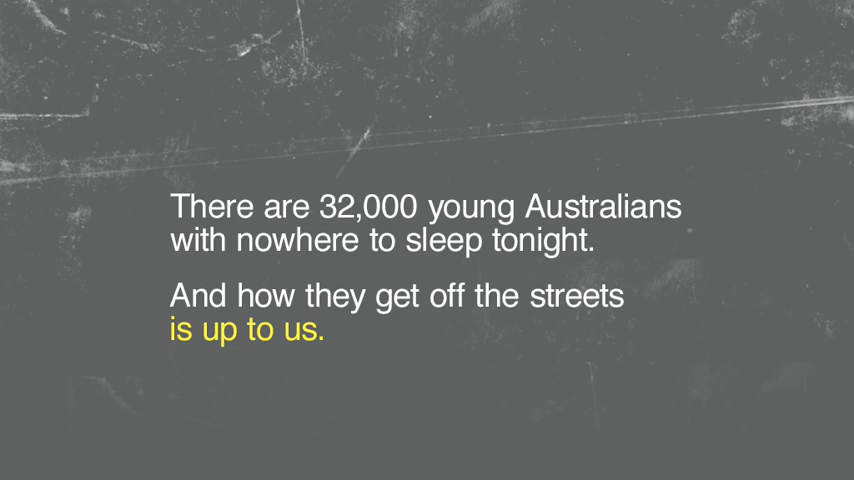 There are 32,000 young Australians
with nowhere to sleep tonight.
And how they get off the streets
is up to us.